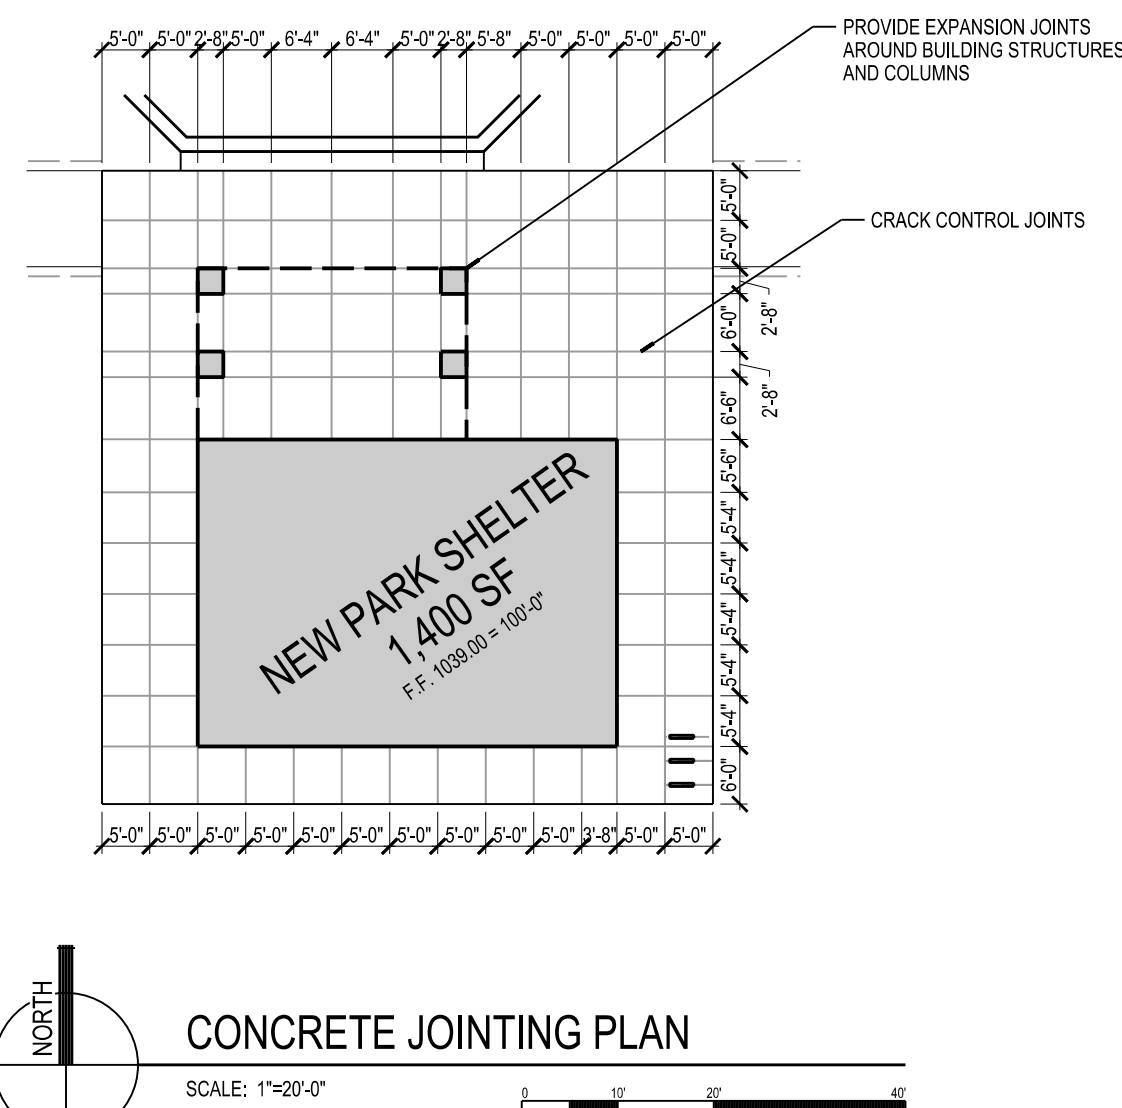 5'-0" 5'-0" 2'-8" 5'-0" 6'-4" 6'-4" 5'-0" 2'-8" 5'-8" 5'-0" 5'-0" 5'-0" 5'-0"
PROVIDE EXPANSION JOINTS
AROUND BUILDING STRUCTURES
AND COLUMNS
CRACK CONTROL JOINTS
5'-0"
5'-0"
2'-8"
6'-0"
2'-8"
6'-6"
5'-6"
5'-4"
5'-4"
5'-4"
5'-4"
5'-4"
6'-0"
NEW PARK SHELTER
1,400 SF
F.F. 1039.00 = 100'-0"
5'-0" 5'-0" 5'-0" 5'-0" 5'-0" 5'-0" 5'-0" 5'-0" 5'-0" 5'-0" 3'-8" 5'-0" 5'-0"
NORTH
CONCRETE JOINTING PLAN
SCALE: 1"=20'-0"
0 10' 20' 40'